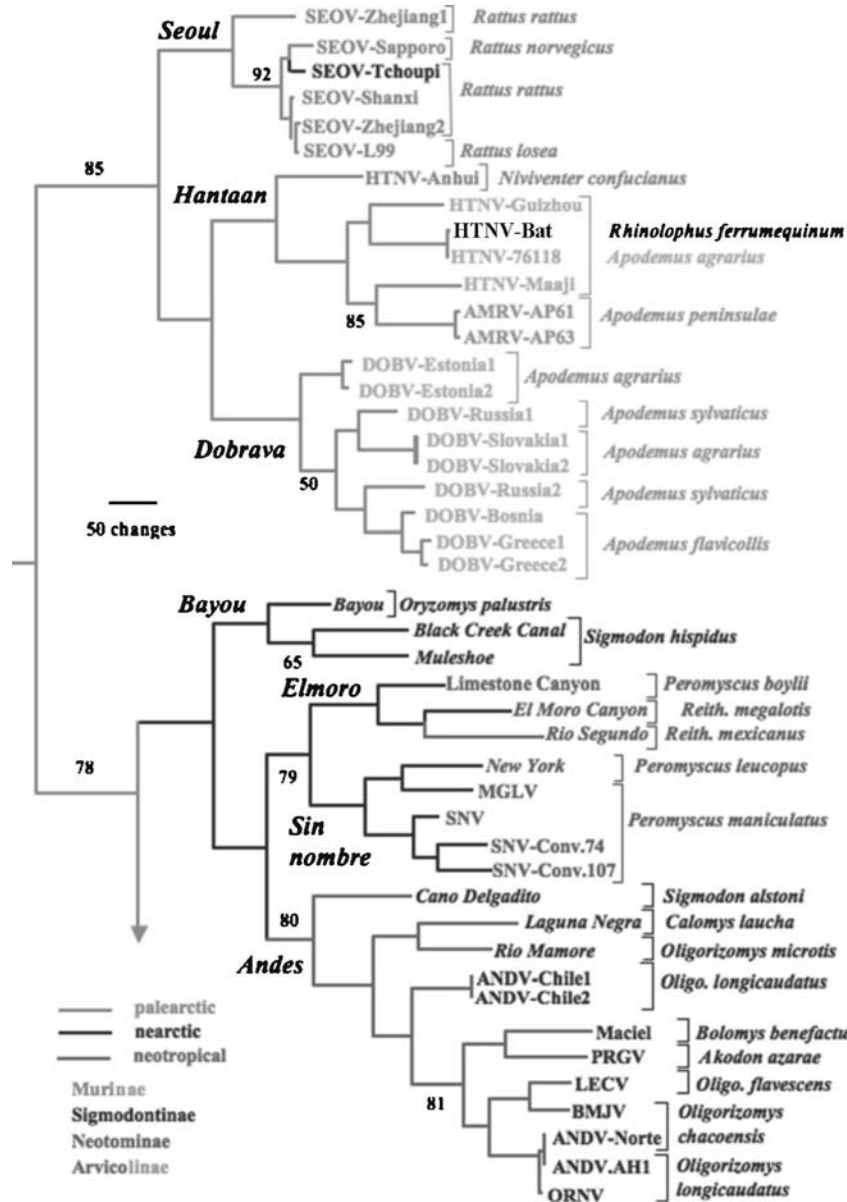 Seoul
SEOV-Zhejiang1 Rattus rattus
SEOV-Sapporo Rattus norvegicus
92
SEOV-Tchoupi
Rattus rattus
SEOV-Shanxi
SEOV-Zhejiang2
SEOV-L99 Rattus losea
85
Hantaan
HTNV-Anhui Niviventer confucianus
HTNV-Guizhou
HTNV-Bat Rhinolophus ferrumequinum
HTNV-76118 Apodemus agrarius
HTNV-Maaji
85
AMRV-AP61
Apodemus peninsulae
AMRV-AP63
DOBV-Estonia1
Apodemus agrarius
DOBV-Estonia2
DOBV-Russia1 Apodemus sylvaticus
Dobrava
DOBV-Slovakia1
Apodemus agrarius
DOBV-Slovakia2
50
DOBV-Russia2 Apodemus sylvaticus
50 changes
DOBV-Bosnia
DOBV-Greece1 Apodemus flavicollis
DOBV-Greece2
Bayou
Bayou Oryzomys palustris
Black Creek Canal
Sigmodon hispidus
65
Muleshoe
Elmoro
Limestone Canyon Peromyscus boylii
El Moro Canyon Reith. megalotis
Rio Segundo Reith. mexicanus
78
79
New York Peromyscus leucopus
MGLV
Sin
nombre
SNV Peromyscus maniculatus
SNV-Conv.74
SNV-Conv.107
80
Cano Delgadito Sigmodon alstoni
Andes
Laguna Negra Calomys laucha
Rio Mamore Oligorizomys microtis
ANDV-Chile1 Oligo. longicaudatus
ANDV-Chile2
palearctic
nearctic
neotropical
Maciel Bolomys benefactu
PRGV Akodon azarae
81
LECV Oligo. flavescens
BMJV Oligorizomys
chacoensis
ANDV-Norte
ANDV.AH1 Oligorizomys
longicaudatus
ORNV
Murinae
Sigmodontinae
Neotominae
Arvicolinae